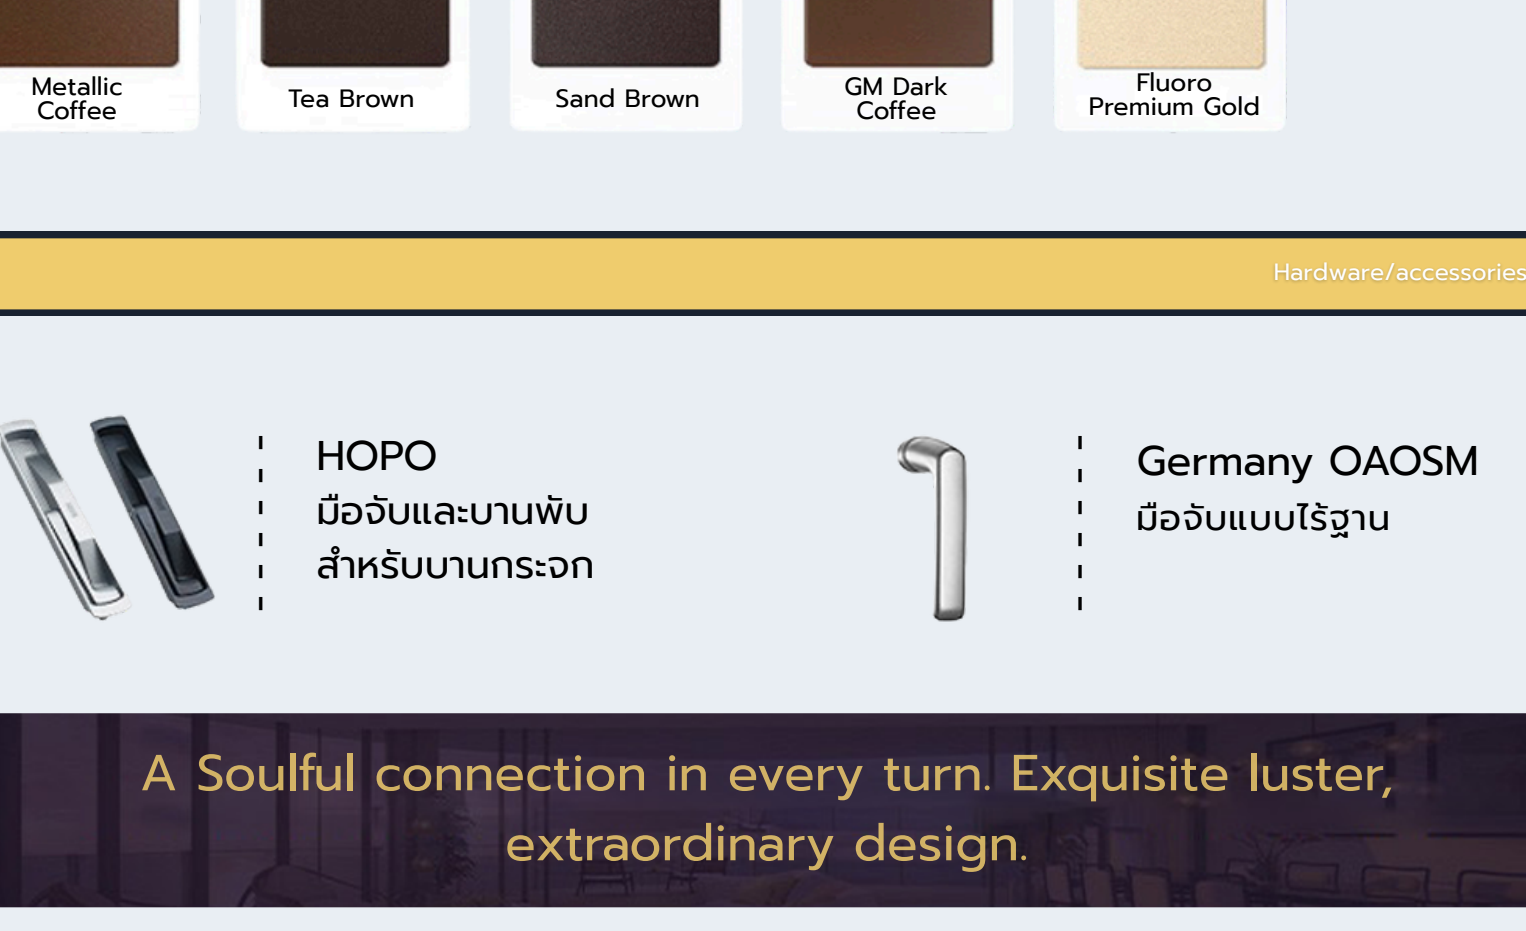 Metallic
Coffee
Tea Brown
Sand Brown
GM Dark
Coffee
Fluoro
Premium Gold
Hardware/accessories
HOPO
มือจับและบานพับ
สำหรับบานกระจก
Germany OAOSM
มือจับแบบไร้ฐาน
A Soulful connection in every turn. Exquisite luster,
extraordinary design.